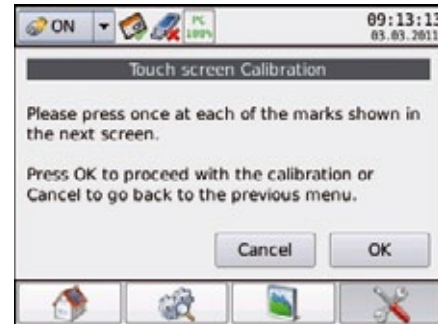 ON PC 100% 09:13:13
03.03.2011
Touch screen Calibration
Please press once at each of the marks shown in
the next screen.
Press OK to proceed with the calibration or
Cancel to go back to the previous menu.
Cancel OK